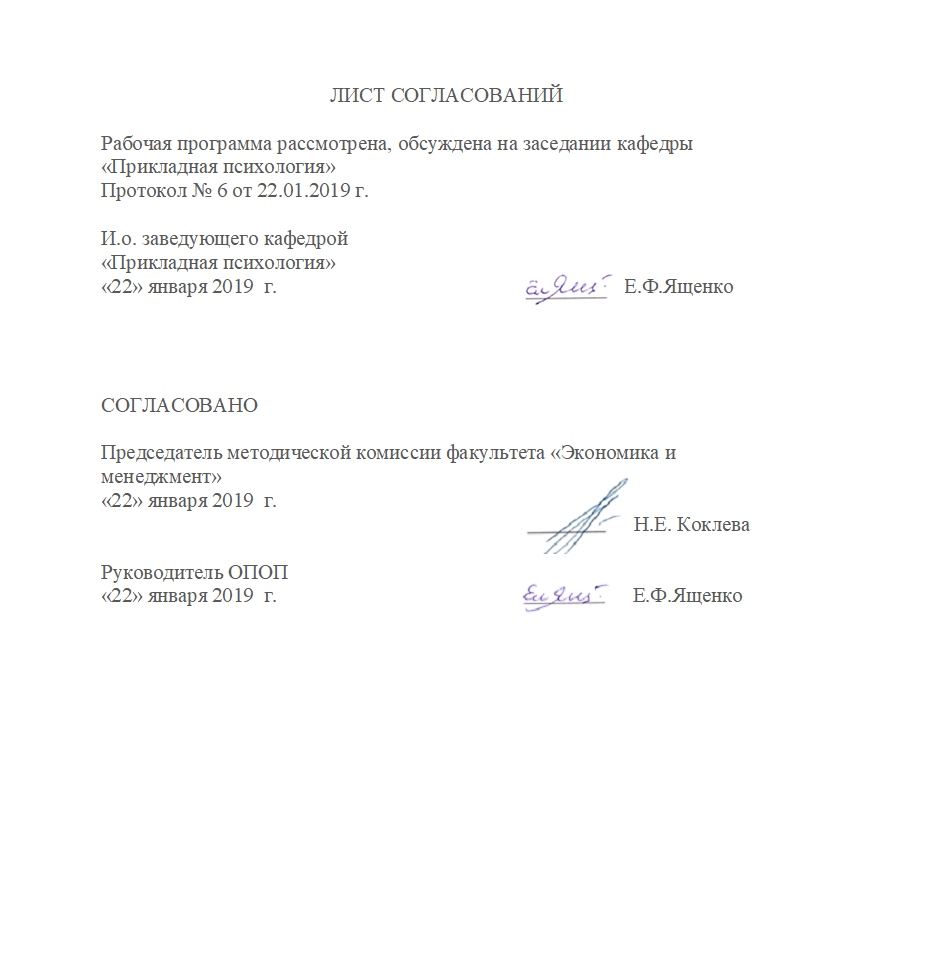 ЛИСТ СОГЛАСОВАНИЙ
Рабочая программа рассмотрена, обсуждена на заседании кафедры
«Прикладная психология»
Протокол № 6 от 22.01.2019 г.
И.о. заведующего кафедрой
«Прикладная психология»
«22» января 2019 г. Е.Ф.Ященко
СОГЛАСОВАНО
Председатель методической комиссии факультета «Экономика и
менеджмент»
«22» января 2019 г.
Н.Е. Коклева
Руководитель ОПОП
«22» января 2019 г. Е.Ф.Ященко